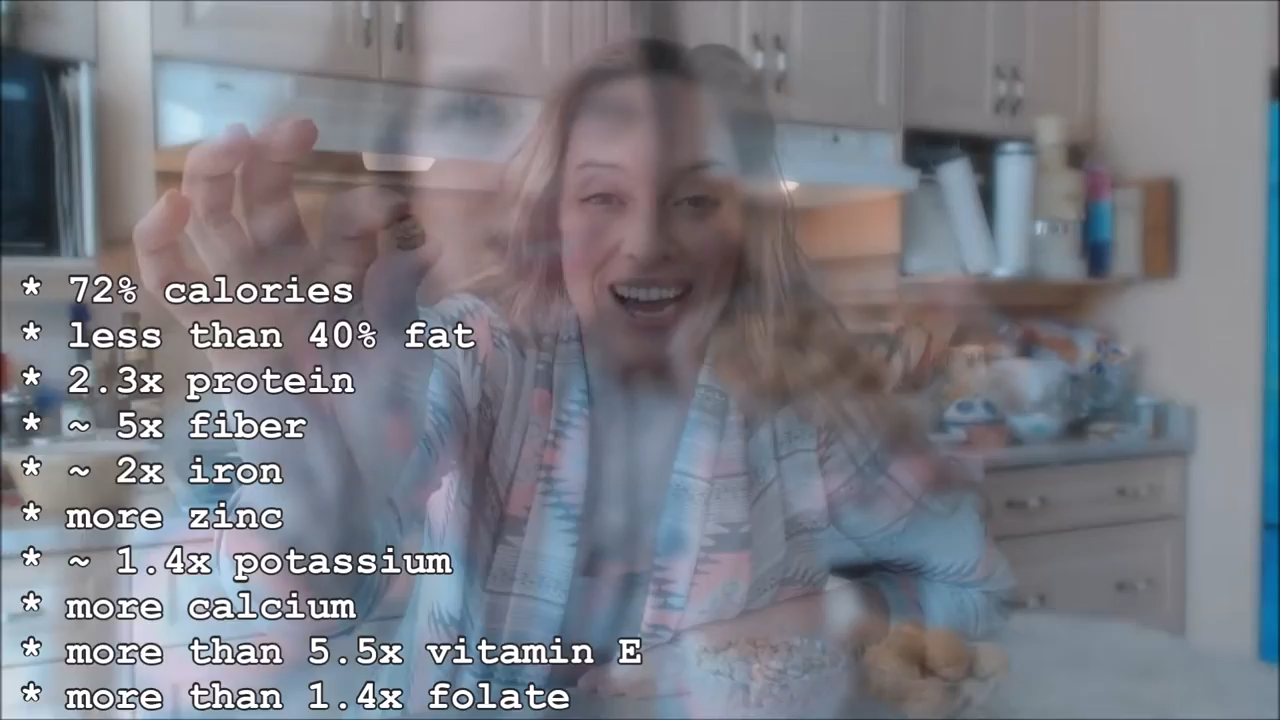 * 72% calories
* less than 40% fat
* 2.3x protein
* ~ 5x fiber
* ~ 2x iron
* more zinc
* ~ 1.4x potassium
* more calcium
* more than 5.5x vitamin E
* more than 1.4x folate